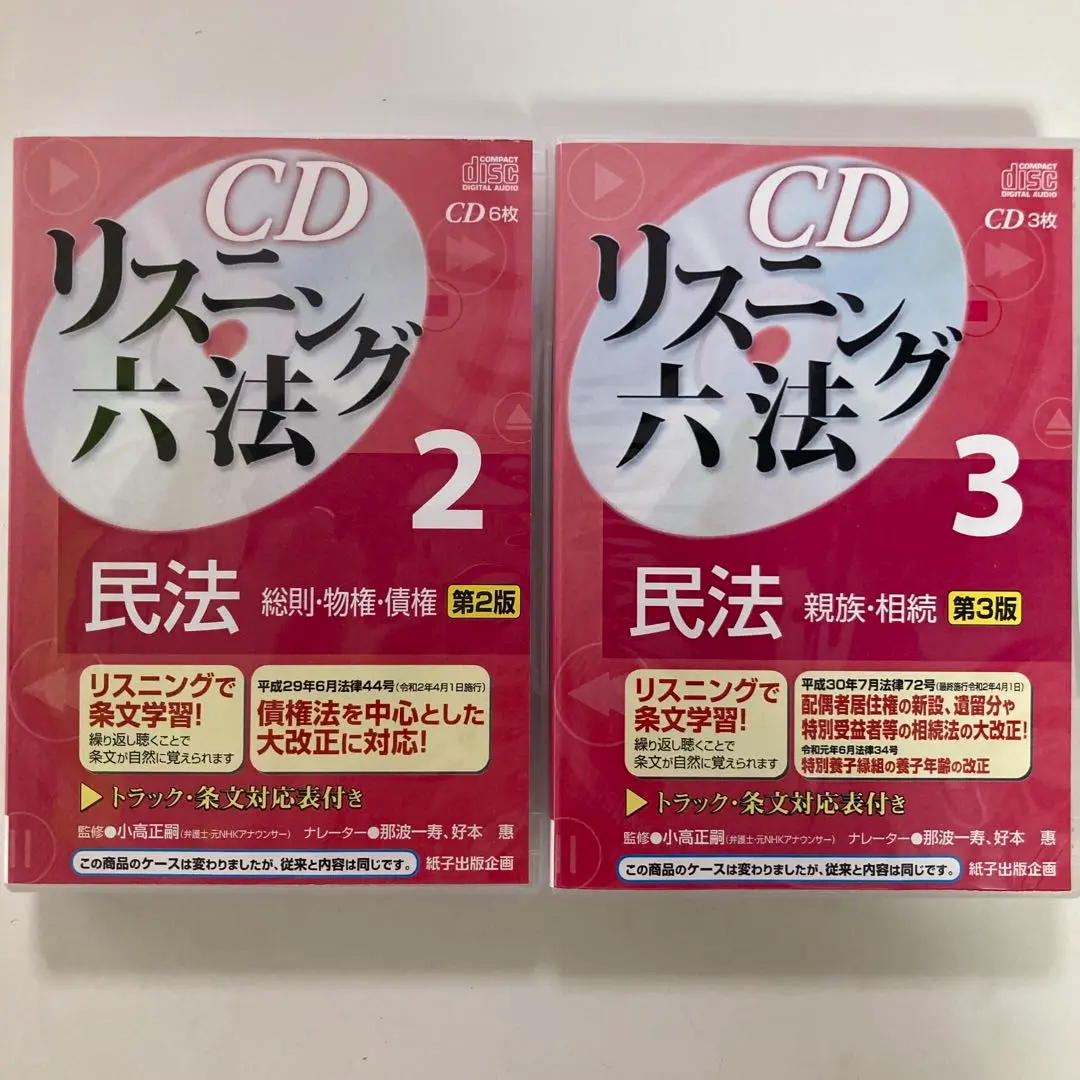 CD
COMPACT
disc
DIGITAL AUDIO
CD 6枚
リスニング
六法
2
民法 総則・物権・債権 第2版
リスニングで
条文学習!
繰り返し聴くことで
条文が自然に覚えられます
平成29年6月法律44号(令和2年4月1日施行)
債権法を中心とした
大改正に対応!
▶トラック・条文対応表付き
監修●小高正嗣(弁護士・元NHKアナウンサー) ナレーター●那波一寿、好本 惠
この商品のケースは変わりましたが、従来と内容は同じです。 紙子出版企画
CD
COMPACT
disc
DIGITAL AUDIO
CD 3枚
リスニング
六法
3
民法 親族・相続 第3版
リスニングで
条文学習!
繰り返し聴くことで
条文が自然に覚えられます
平成30年7月法律72号(最終施行令和2年4月1日)
配偶者居住権の新設、遺留分や
特別受益者等の相続法の大改正!
令和元年6月法律34号
特別養子縁組の養子年齢の改正
▶トラック・条文対応表付き
監修●小高正嗣(弁護士・元NHKアナウンサー) ナレーター●那波一寿、好本 惠
この商品のケースは変わりましたが、従来と内容は同じです。 紙子出版企画